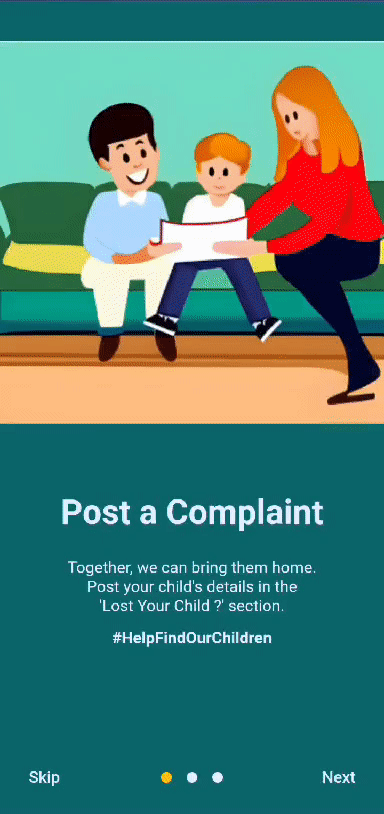 Post a Complaint
Together, we can bring them home.
Post your child's details in the
'Lost Your Child ?' section.
#HelpFindOurChildren
Skip
Next